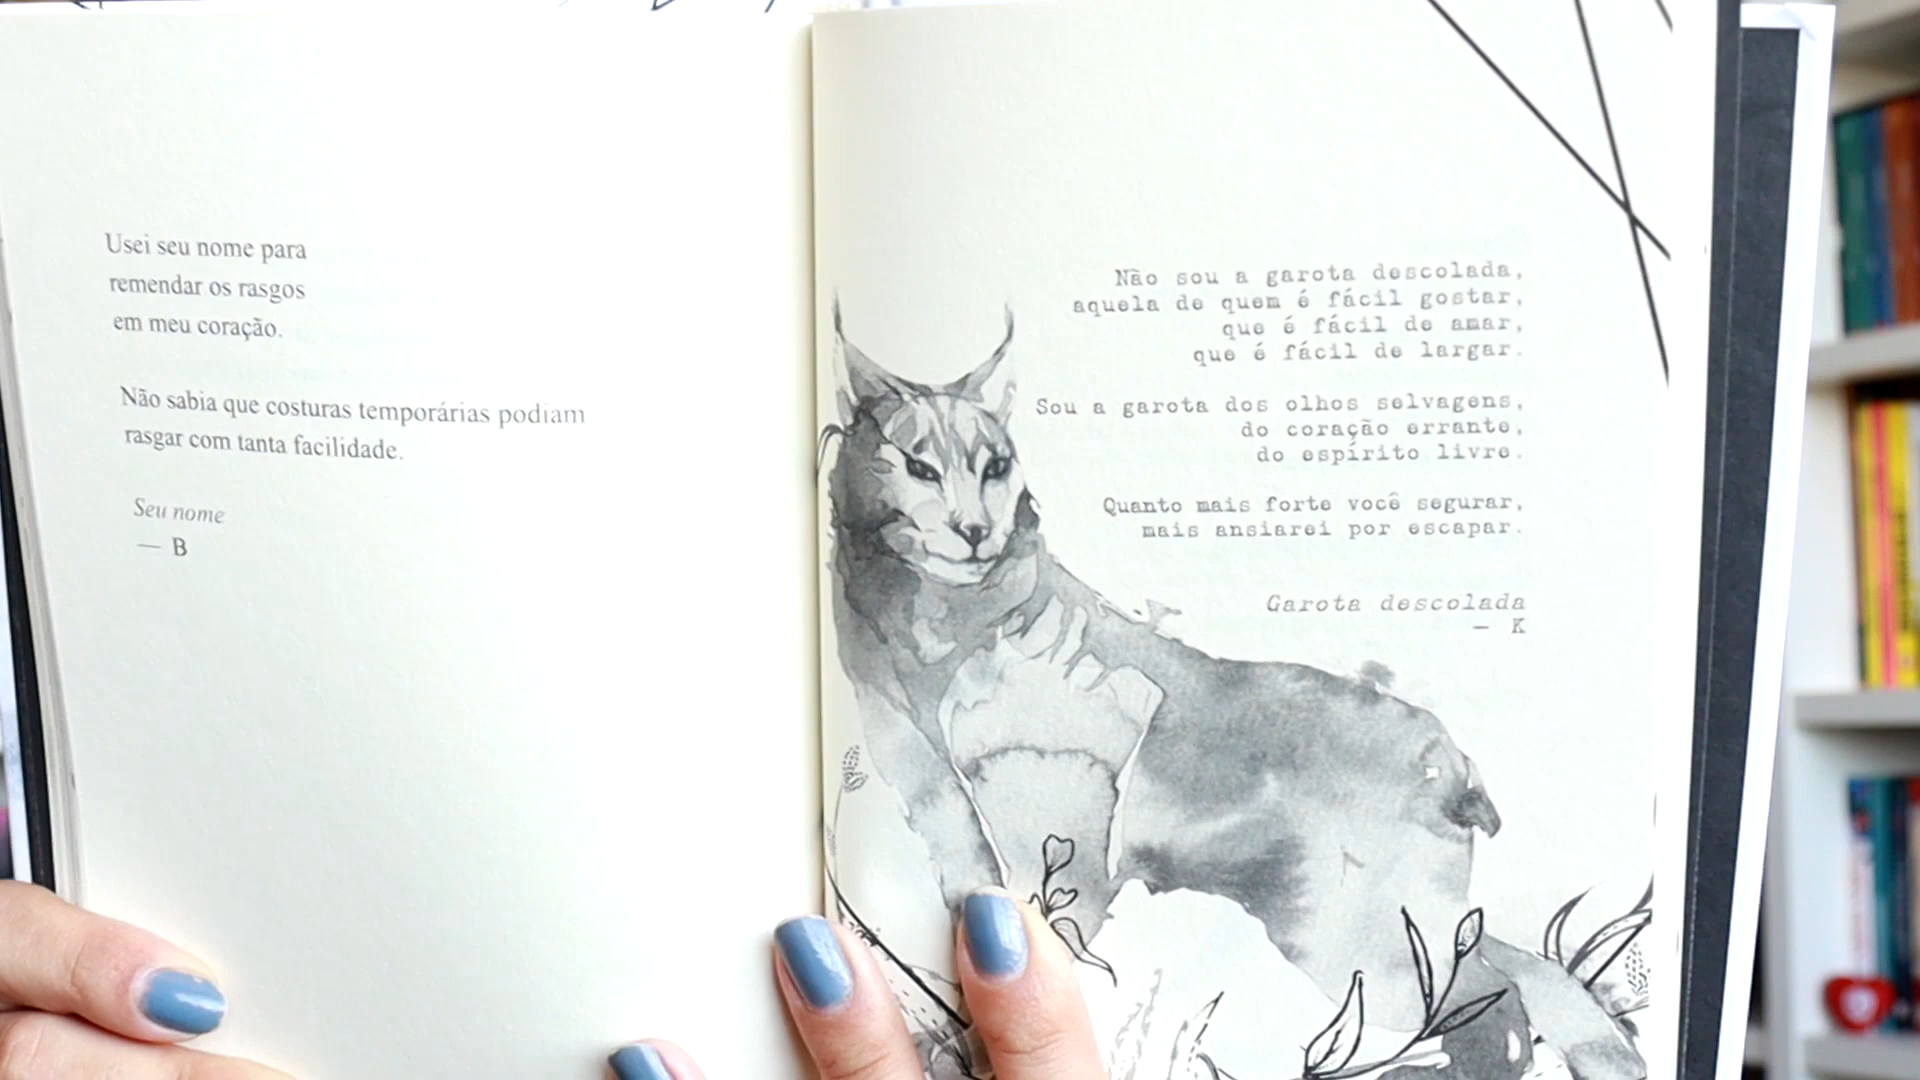 Usei seu nome para
remendar os rasgos
em meu coração.
Não sabia que costuras temporárias podiam
rasgar com tanta facilidade.
Seu nome
— B
Não sou a garota descolada,
aquela de quem é fácil gostar,
que é fácil de amar,
que é fácil de largar.
Sou a garota dos olhos selvagens,
do coração errante,
do espírito livre.
Quanto mais forte você segurar,
mais ansiarei por escapar.
Garota descolada
— K